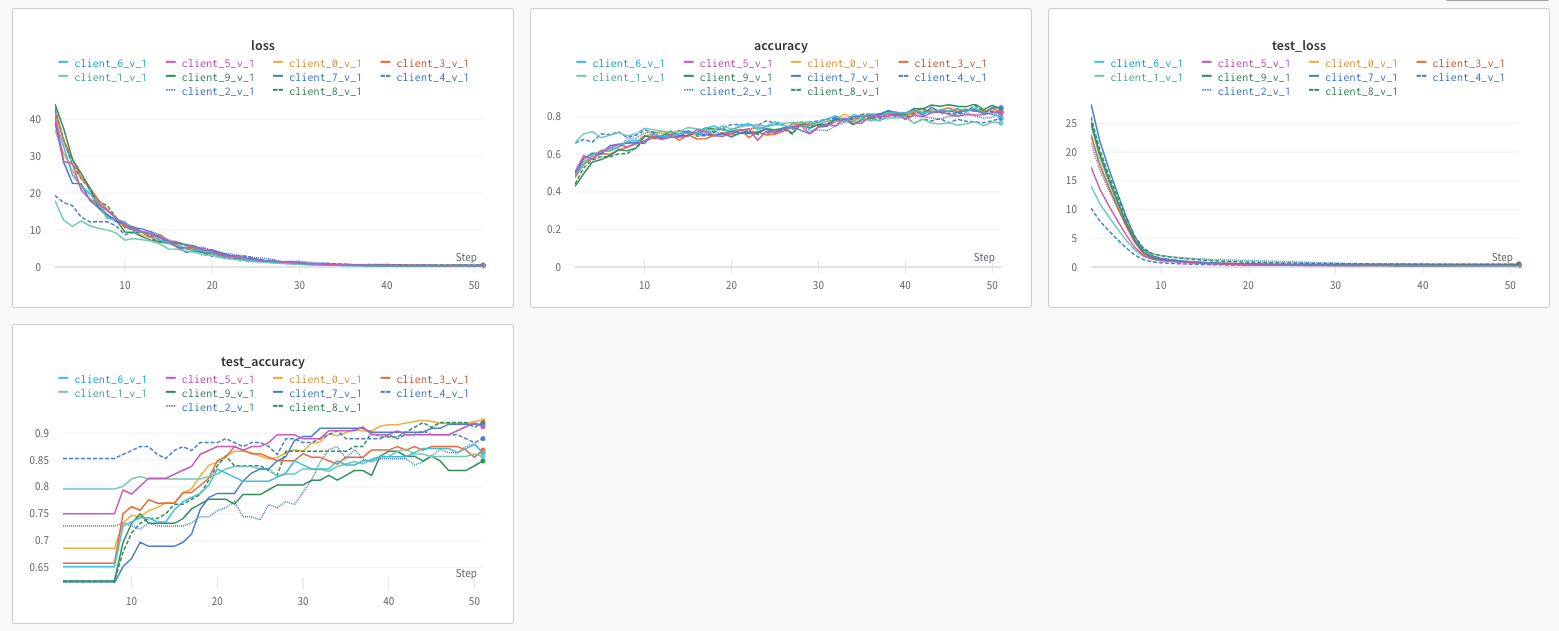 loss
client_6_v_1 client_5_v_1 client_0_v_1 client_3_v_1
client_1_v_1 client_9_v_1 client_7_v_1 client_4_v_1
client_2_v_1 client_8_v_1
40
30
20
10
0
Step
10 20 30 40 50
accuracy
client_6_v_1 client_5_v_1 client_0_v_1 client_3_v_1
client_1_v_1 client_9_v_1 client_7_v_1 client_4_v_1
client_2_v_1 client_8_v_1
0.8
0.6
0.4
0.2
0
Step
10 20 30 40 50
test_loss
client_6_v_1 client_5_v_1 client_0_v_1 client_3_v_1
client_1_v_1 client_9_v_1 client_7_v_1 client_4_v_1
client_2_v_1 client_8_v_1
25
20
15
10
5
0
Step
10 20 30 40 50
test_accuracy
client_6_v_1 client_5_v_1 client_0_v_1 client_3_v_1
client_1_v_1 client_9_v_1 client_7_v_1 client_4_v_1
client_2_v_1 client_8_v_1
0.9
0.85
0.8
0.75
0.7
0.65
Step
10 20 30 40 50